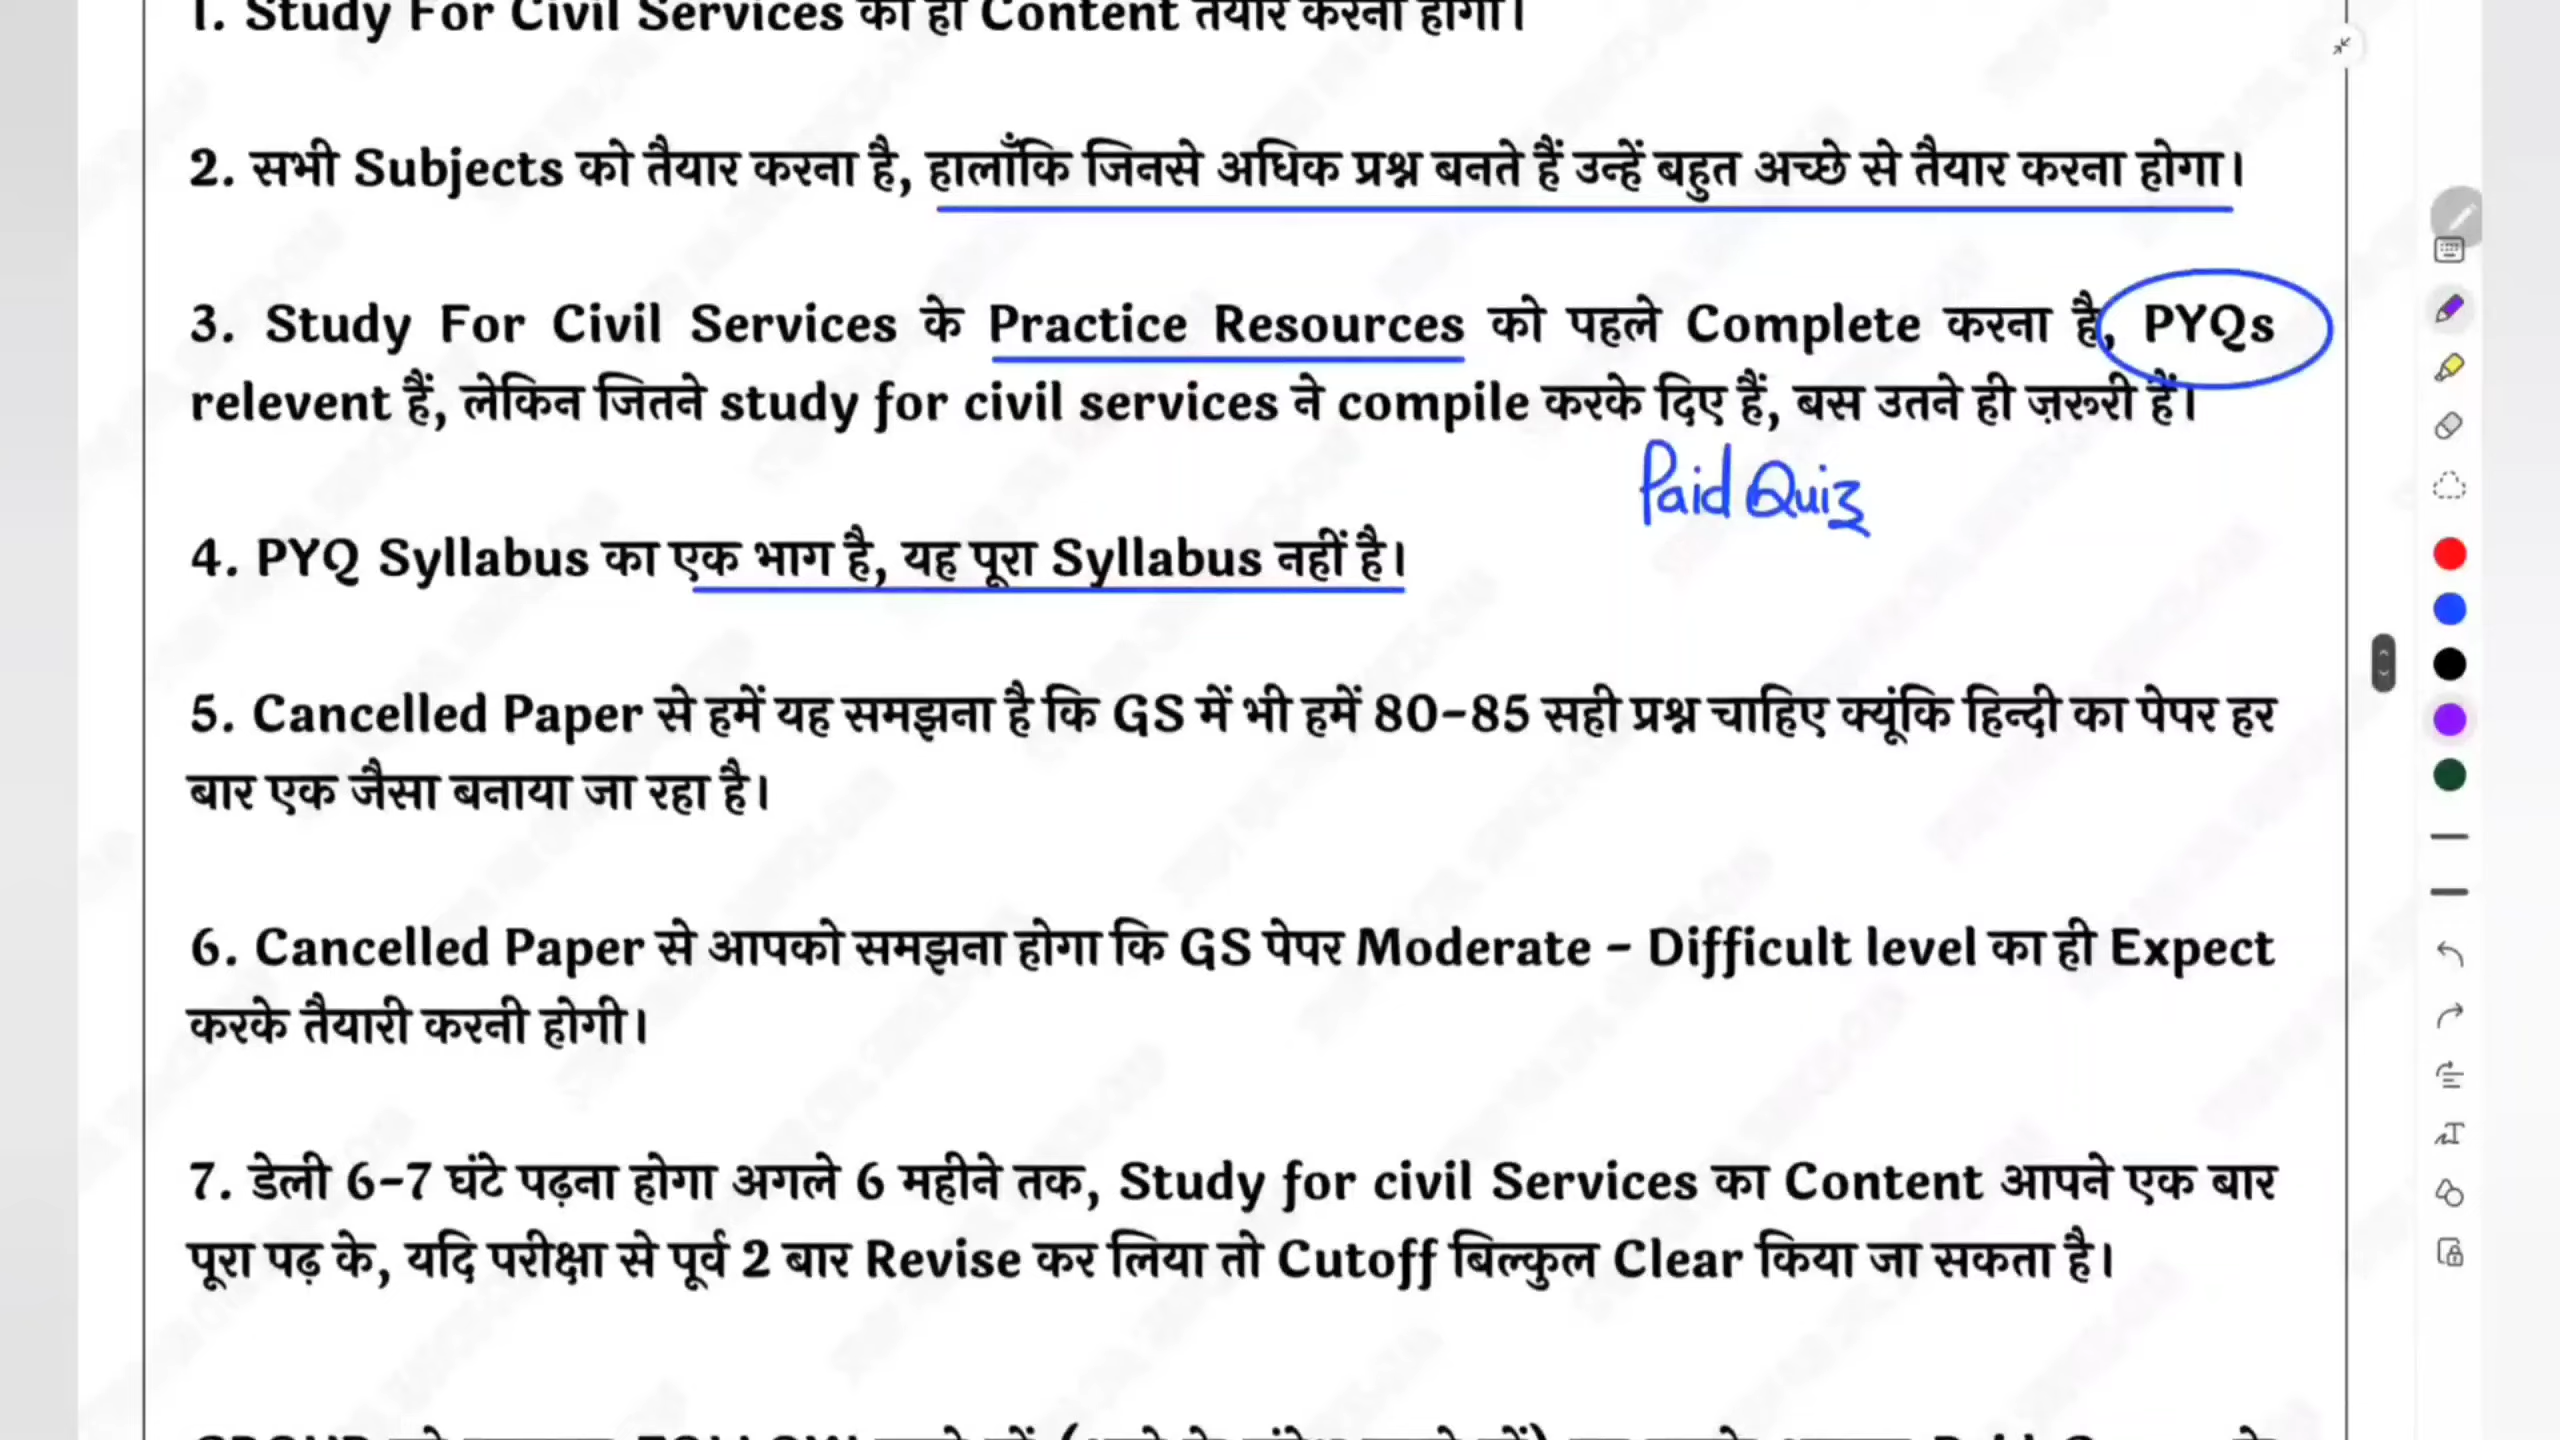 1. Study For Civil Services का ही Content तैयार करना होगा।
2. सभी Subjects को तैयार करना है, हालाँकि जिनसे अधिक प्रश्न बनते हैं उन्हें बहुत अच्छे से तैयार करना होगा।
3. Study For Civil Services के Practice Resources को पहले Complete करना है, PYQs
relevent हैं, लेकिन जितने study for civil services ने compile करके दिए हैं, बस उतने ही ज़रूरी हैं।
Paid Quiz
4. PYQ Syllabus का एक भाग है, यह पूरा Syllabus नहीं है।
5. Cancelled Paper से हमें यह समझना है कि GS में भी हमें 80-85 सही प्रश्न चाहिए क्यूंकि हिन्दी का पेपर हर
बार एक जैसा बनाया जा रहा है।
6. Cancelled Paper से आपको समझना होगा कि GS पेपर Moderate - Difficult level का ही Expect
करके तैयारी करनी होगी।
7. डेली 6-7 घंटे पढ़ना होगा अगले 6 महीने तक, Study for civil Services का Content आपने एक बार
पूरा पढ़ के, यदि परीक्षा से पूर्व 2 बार Revise कर लिया तो Cutoff बिल्कुल Clear किया जा सकता है।